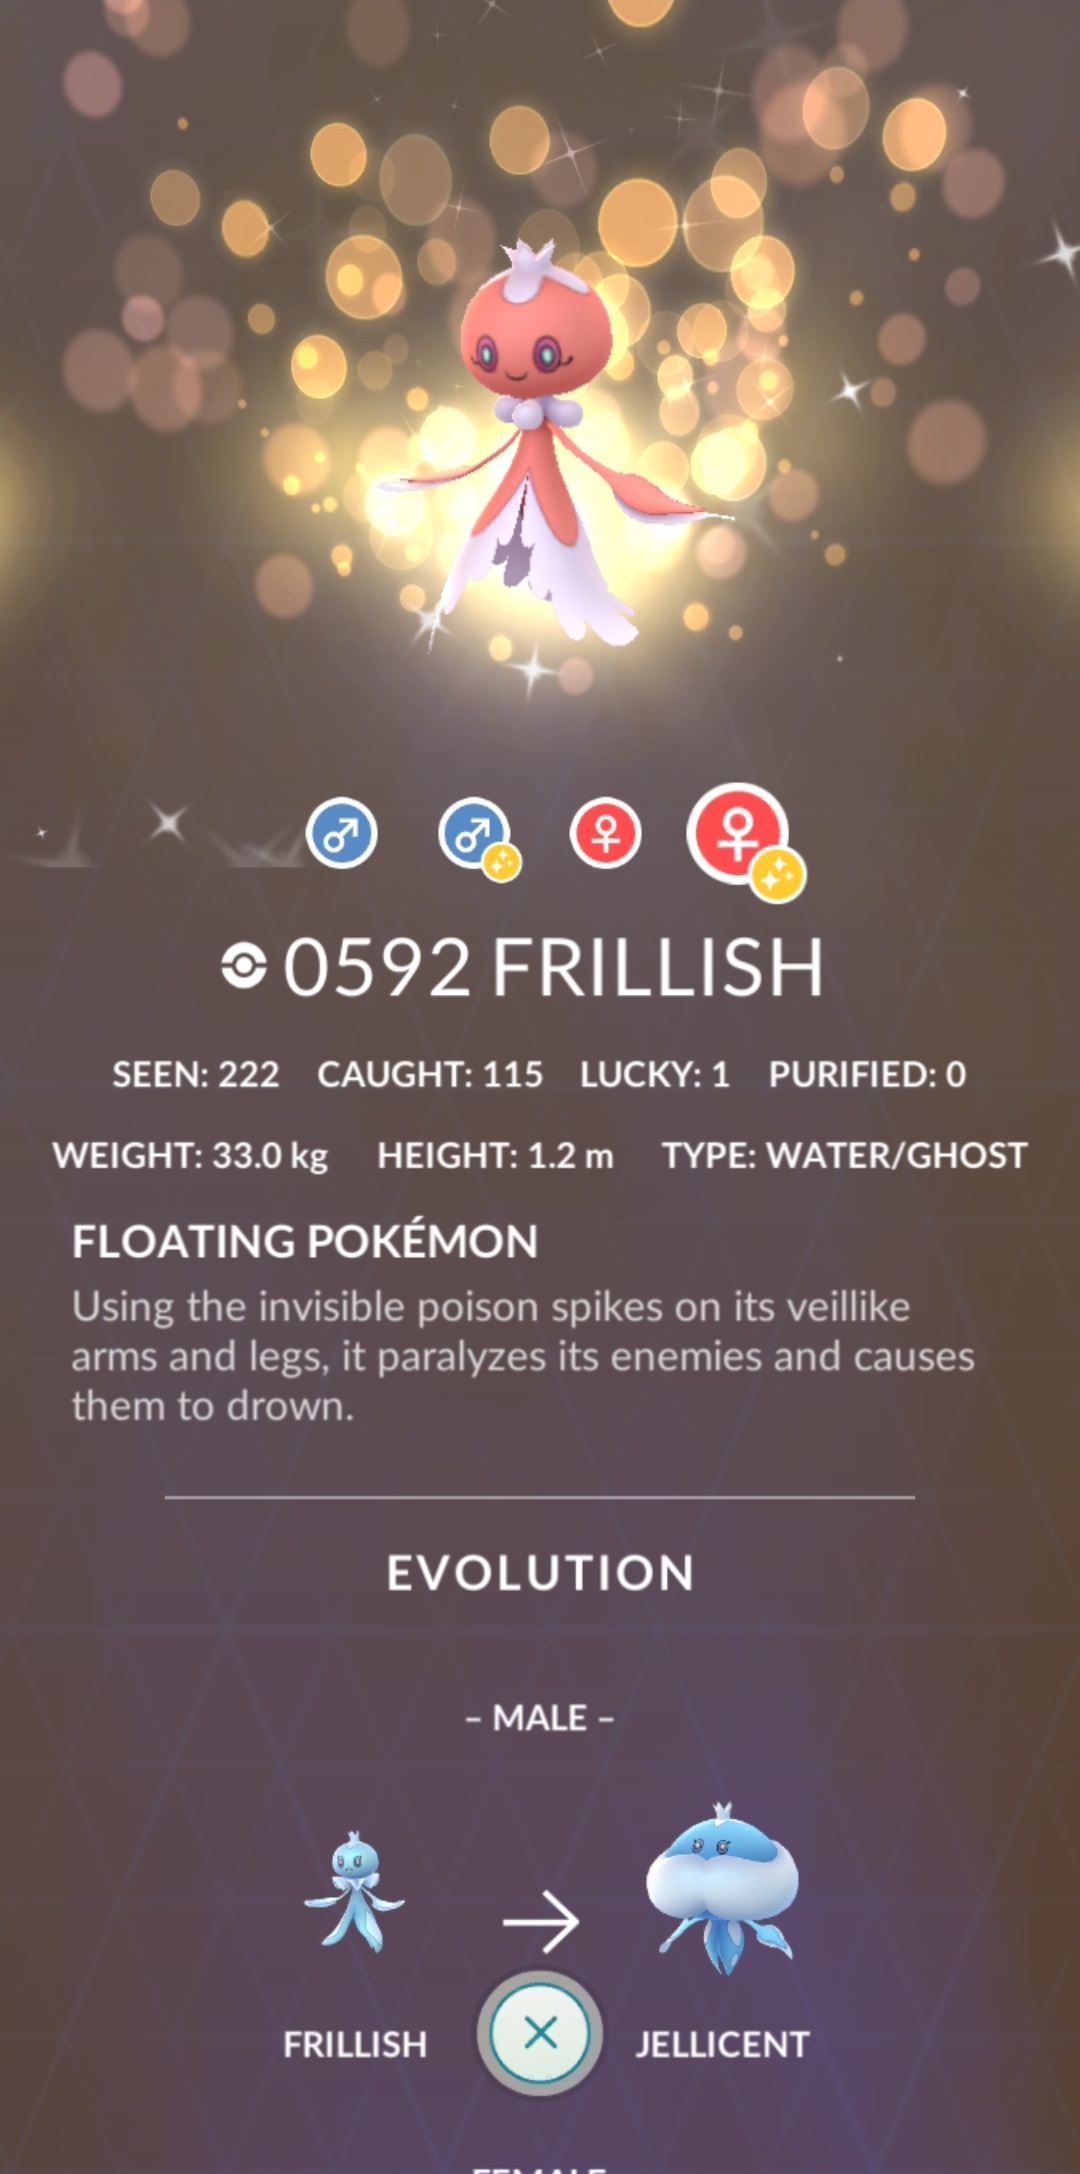 0592 FRILLISH
SEEN: 222 CAUGHT: 115 LUCKY: 1 PURIFIED: 0
WEIGHT: 33.0 kg HEIGHT: 1.2 m TYPE: WATER/GHOST
FLOATING POKÉMON
Using the invisible poison spikes on its veillike
arms and legs, it paralyzes its enemies and causes
them to drown.
EVOLUTION
– MALE –
FRILLISH JELLICENT
FEMALE